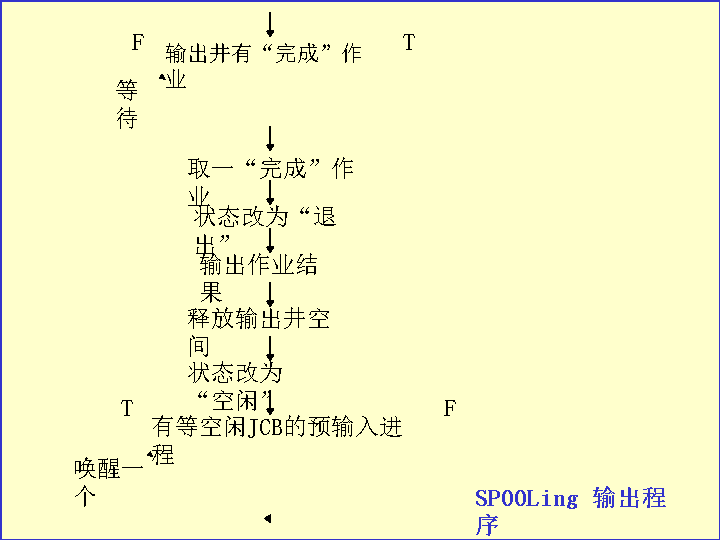 F
输出井有“完成”作
业
T
等
待
取一“完成”作
业
状态改为“退
出”
输出作业结
果
释放输出井空
间
状态改为
“空闲”
T
F
有等空闲JCB的预输入进
程
唤醒一
个
SPOOLing 输出程
序